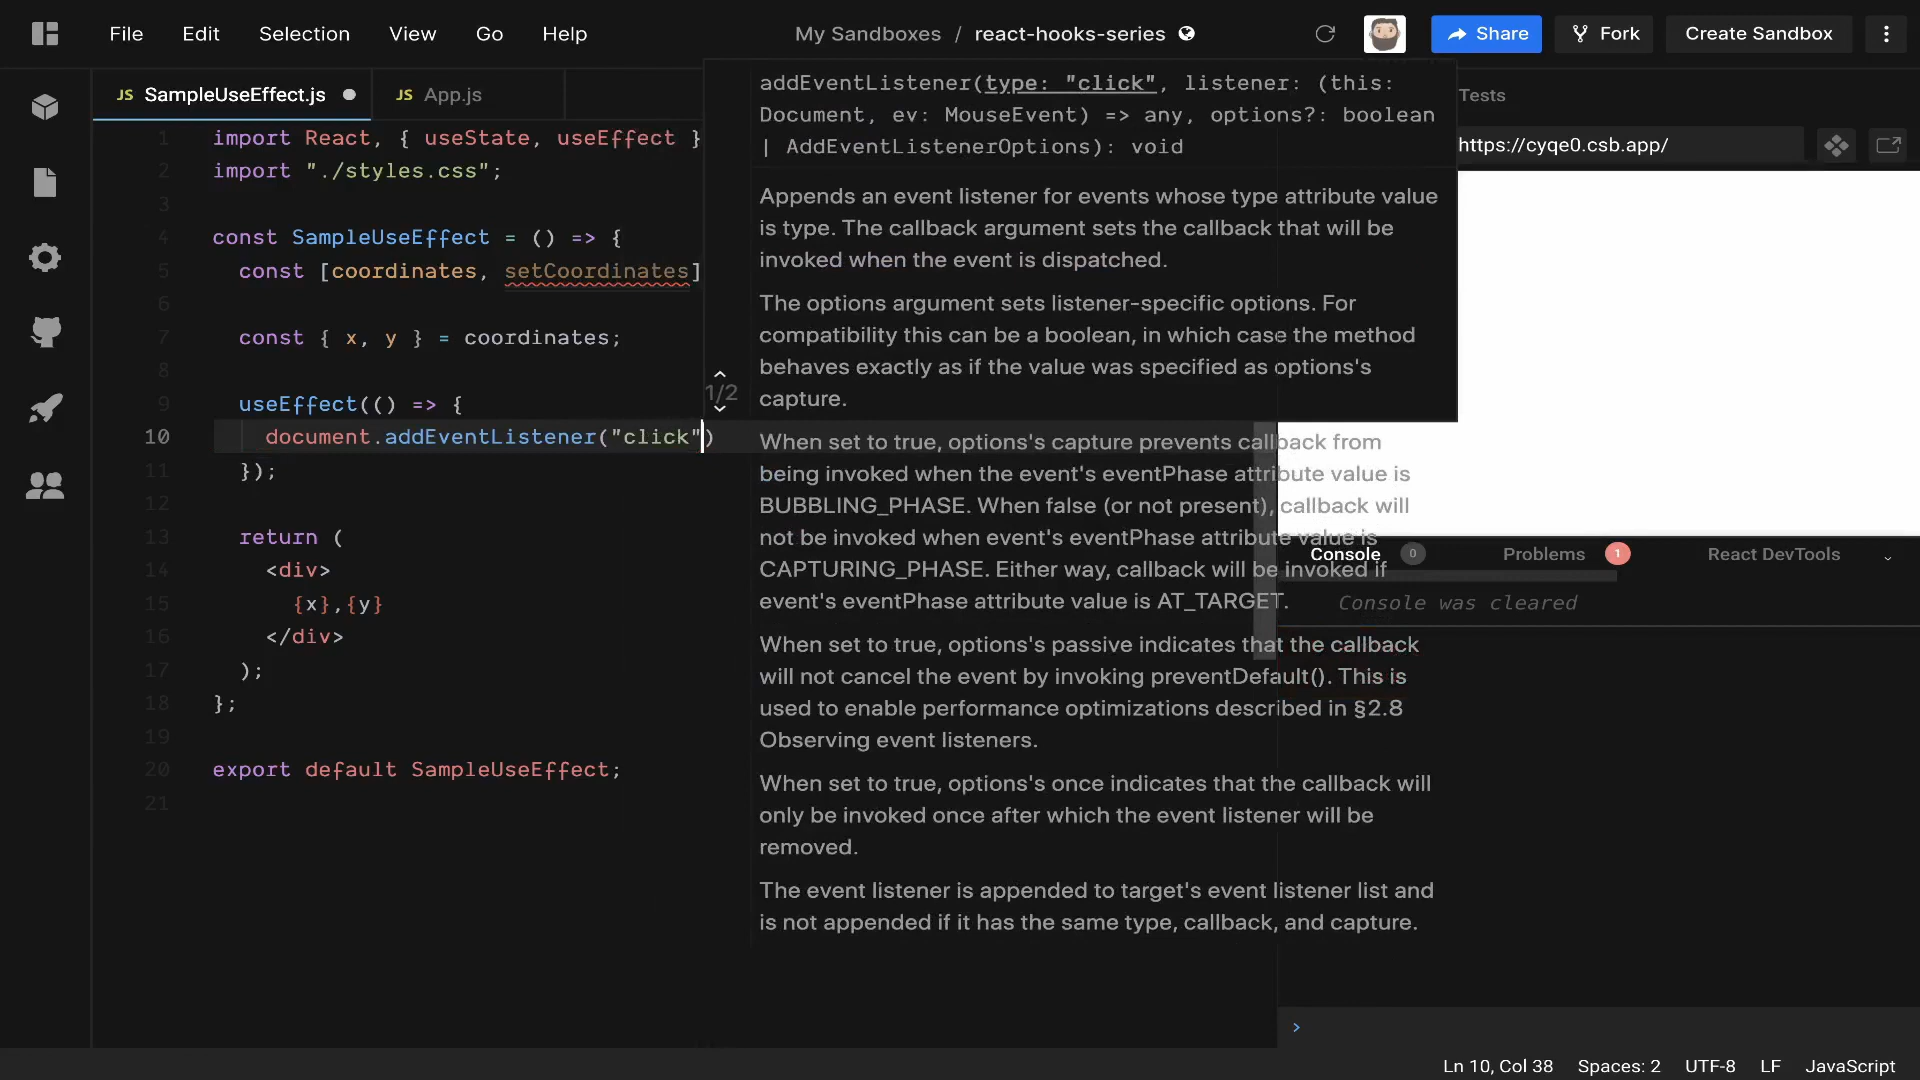 File Edit Selection View Go Help
My Sandboxes / react-hooks-series
Share Fork Create Sandbox
JS SampleUseEffect.js JS App.js
1 import React, { useState, useEffect }
2 import "./styles.css";
3
4 const SampleUseEffect = () => {
5 const [coordinates, setCoordinates]
6
7 const { x, y } = coordinates;
8
9 useEffect(() => {
10 document.addEventListener("click")
11 });
12
13 return (
14 <div>
15 {x},{y}
16 </div>
17 );
18 };
19
20 export default SampleUseEffect;
21
1/2
addEventListener(type: "click", listener: (this:
Document, ev: MouseEvent) => any, options?: boolean
| AddEventListenerOptions): void
Appends an event listener for events whose type attribute value
is type. The callback argument sets the callback that will be
invoked when the event is dispatched.
The options argument sets listener-specific options. For
compatibility this can be a boolean, in which case the method
behaves exactly as if the value was specified as options's
capture.
When set to true, options's capture prevents callback from
being invoked when the event's eventPhase attribute value is
BUBBLING_PHASE. When false (or not present), callback will
not be invoked when event's eventPhase attribute value is
CAPTURING_PHASE. Either way, callback will be invoked if
event's eventPhase attribute value is AT_TARGET.
When set to true, options's passive indicates that the callback
will not cancel the event by invoking preventDefault(). This is
used to enable performance optimizations described in §2.8
Observing event listeners.
When set to true, options's once indicates that the callback will
only be invoked once after which the event listener will be
removed.
The event listener is appended to target's event listener list and
is not appended if it has the same type, callback, and capture.
Tests
https://cyqe0.csb.app/
Console 0 Problems 1 React DevTools
Console was cleared
>
Ln 10, Col 38 Spaces: 2 UTF-8 LF JavaScript